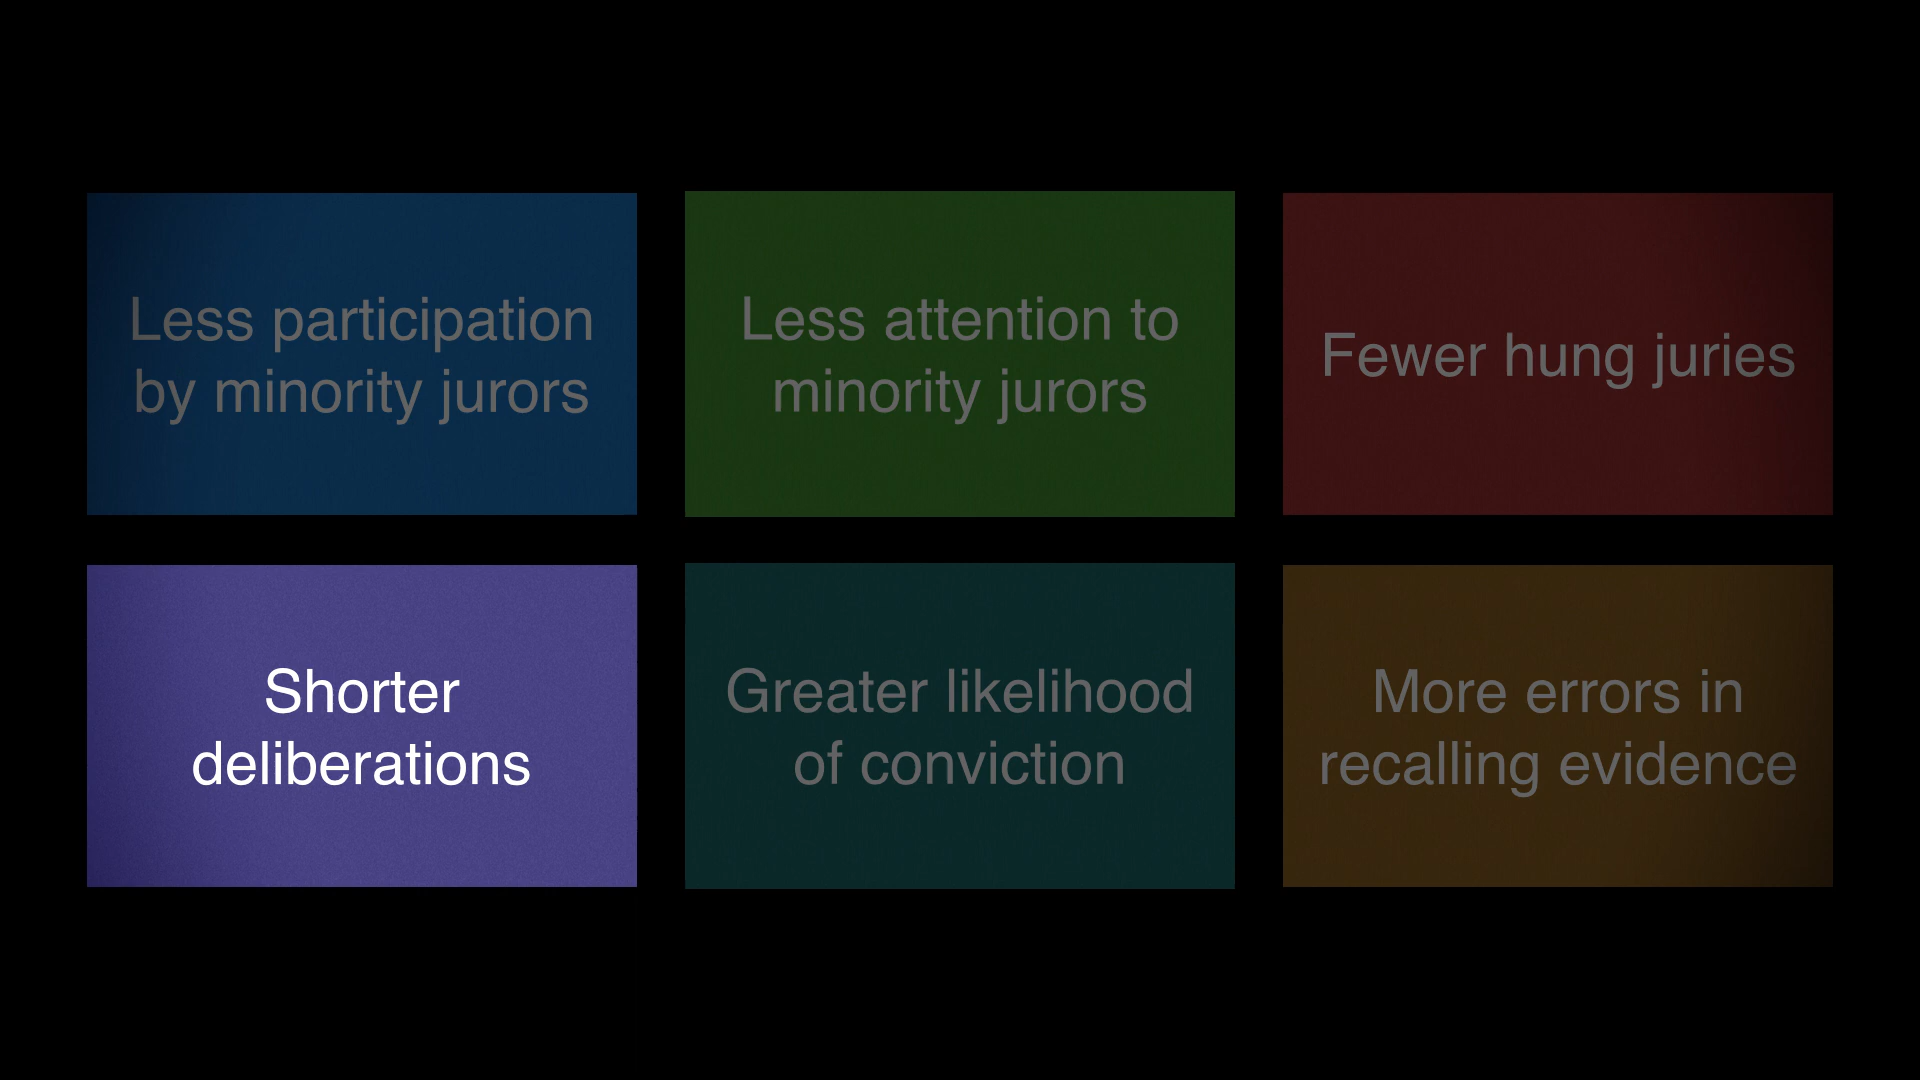 Less participation
by minority jurors
Less attention to
minority jurors
Fewer hung juries
Shorter
deliberations
Greater likelihood
of conviction
More errors in
recalling evidence